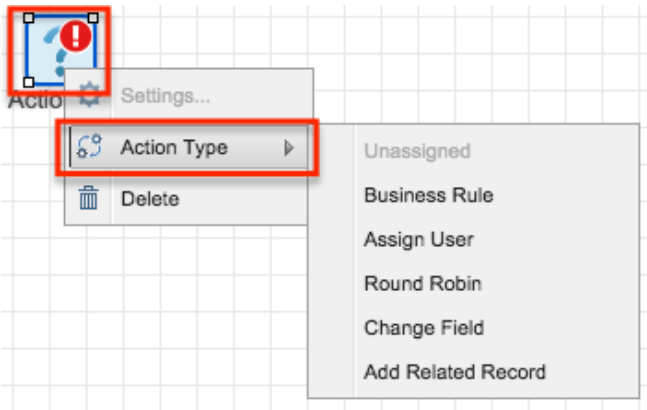 Actio
Settings...
Action Type
Delete
Unassigned
Business Rule
Assign User
Round Robin
Change Field
Add Related Record